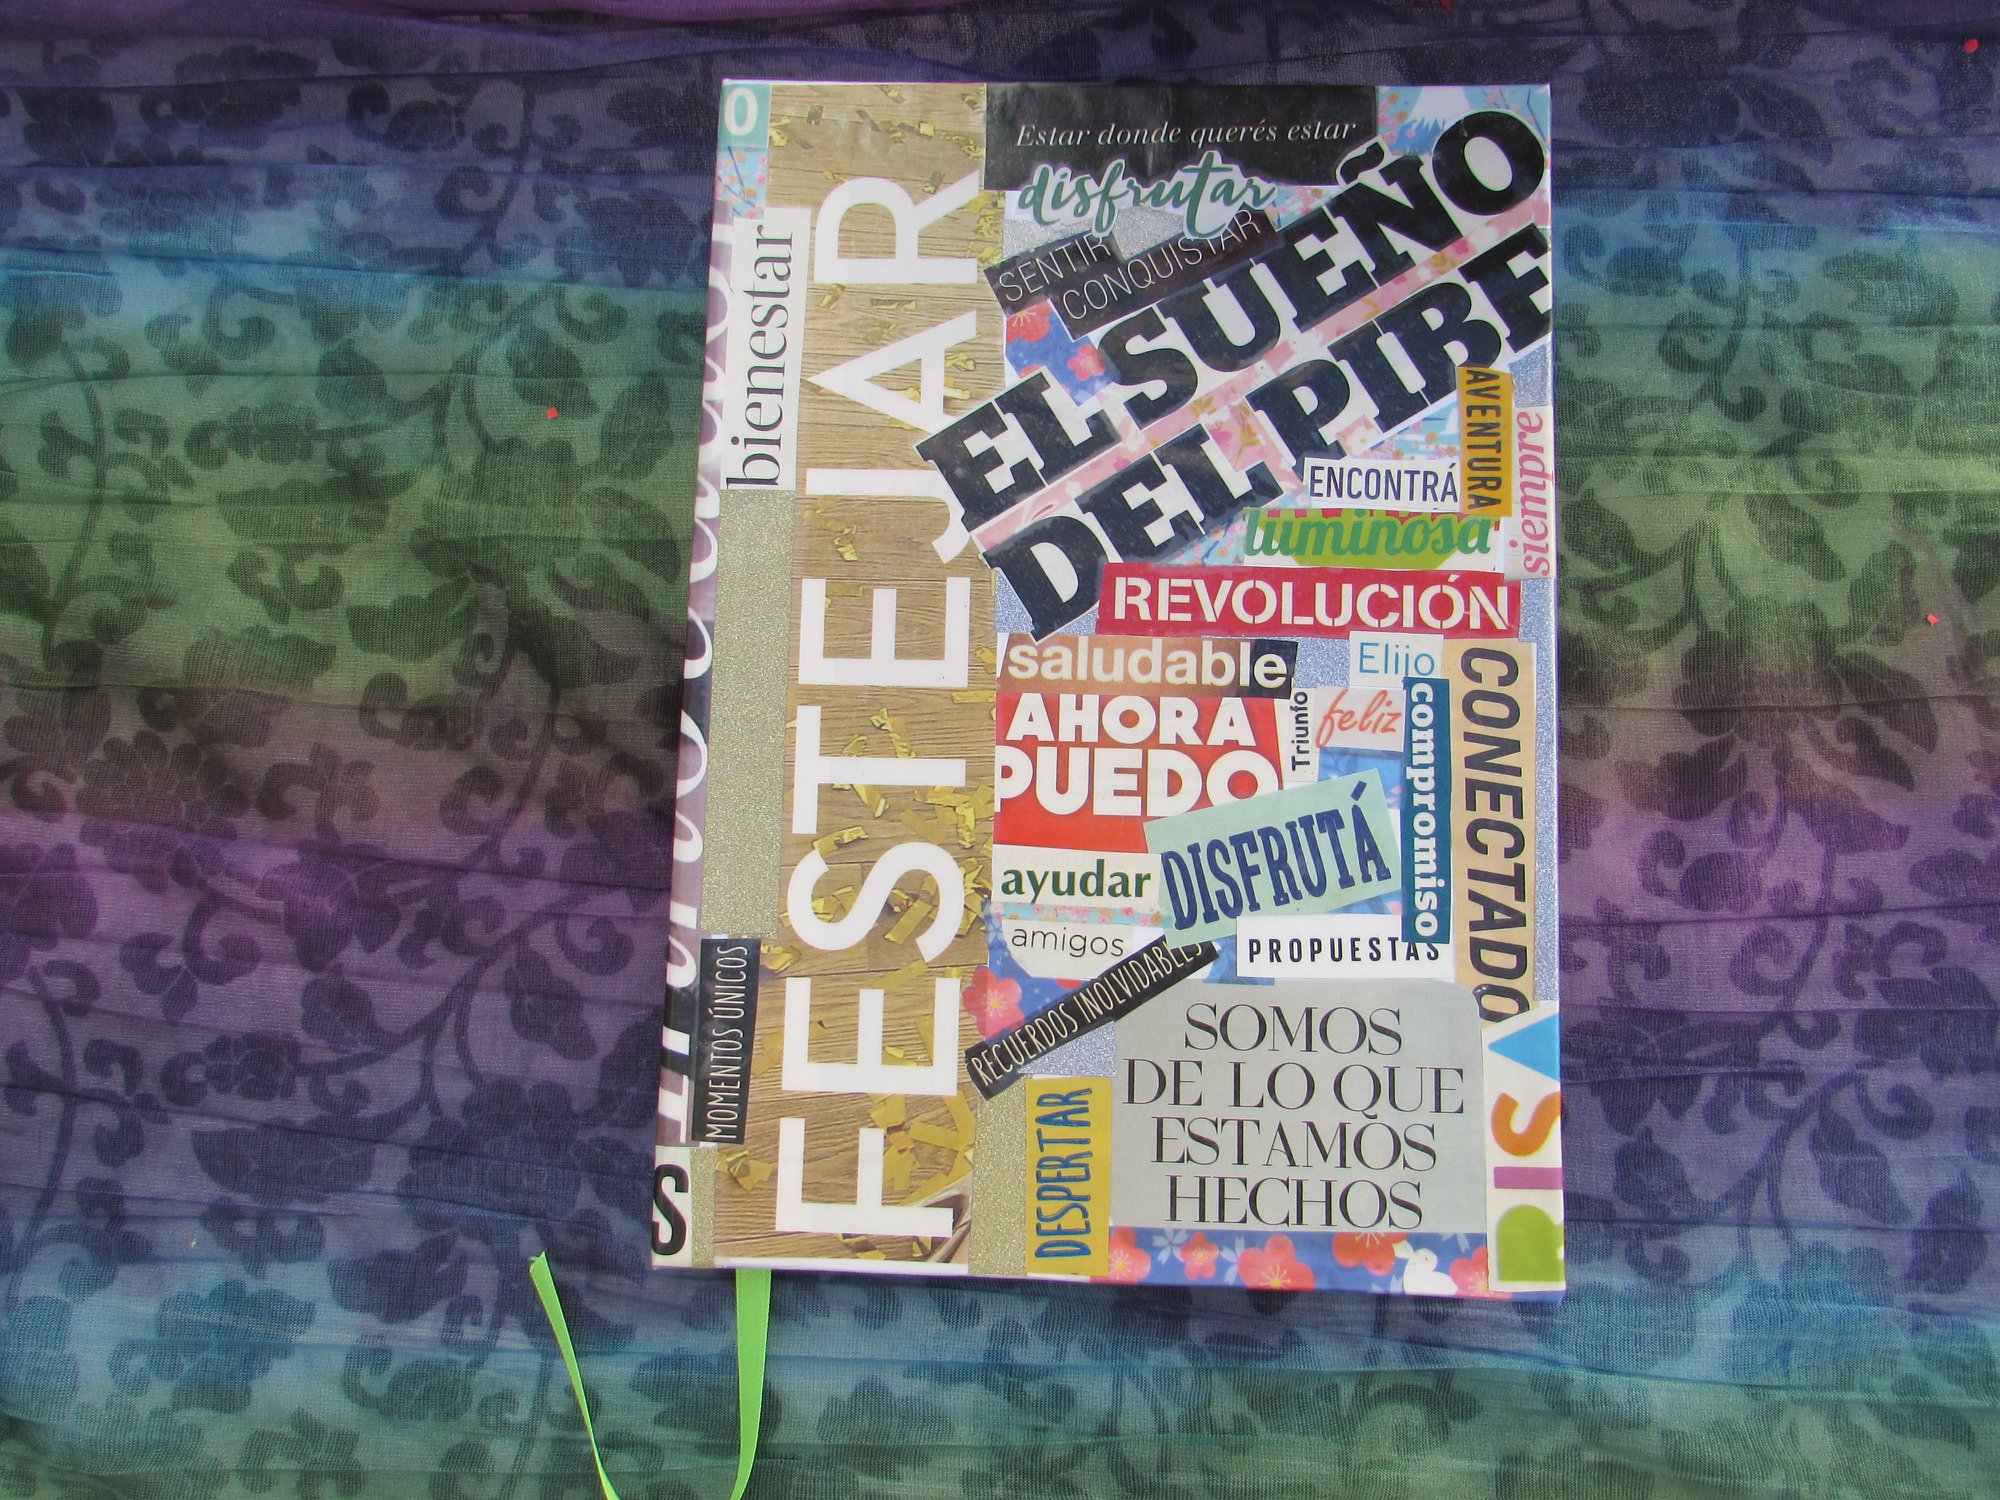 O
bienestar
FESTEJAR
MOMENTOS ÚNICOS
S
Estar donde querés estar
disfrutar
SENTIR
CONQUISTAR
EL SUEÑO
DEL PIBE
AVENTURA
siempre
ENCONTRÁ
luminosa
REVOLUCIÓN
saludable
Elijo
CONECTADO
AHORA
PUEDO
Triunfo
feliz
compromiso
DISFRUTÁ
ayudar
amigos
PROPUESTAS
RECUERDOS INOLVIDABLES
DESPERTAR
SOMOS
DE LO QUE
ESTAMOS
HECHOS
RISA